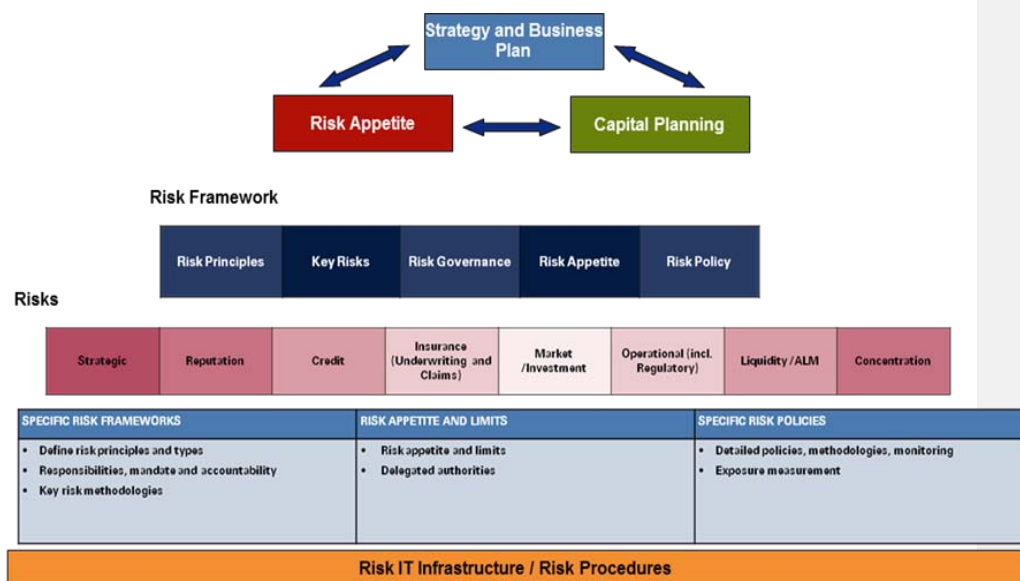 Strategy and Business
Plan
Risk Appetite
Capital Planning
Risk Framework
Risk Principles
Key Risks
Risk Governance
Risk Appetite
Risk Policy
Risks
Strategic
Reputation
Credit
Insurance
(Underwriting and
Claims)
Market
/Investment
Operational (incl.
Regulatory)
Liquidity /ALM
Concentration
SPECIFIC RISK FRAMEWORKS
• Define risk principles and types
• Responsibilities, mandate and accountability
• Key risk methodologies
RISK APPETITE AND LIMITS
• Risk appetite and limits
• Delegated authorities
SPECIFIC RISK POLICIES
• Detailed policies, methodologies, monitoring
• Exposure measurement
Risk IT Infrastructure / Risk Procedures